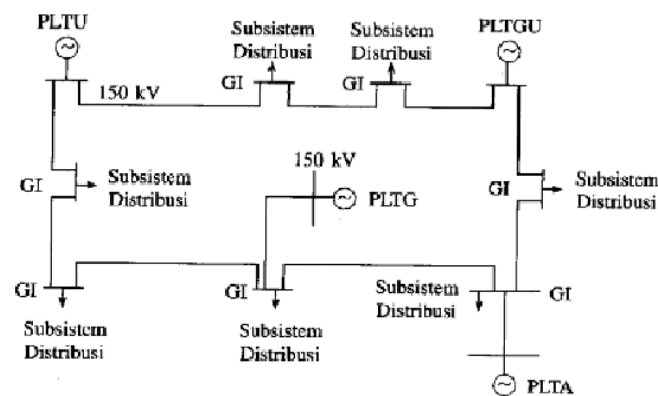 PLTU
Subsistem
Distribusi
Subsistem
Distribusi
PLTGU
GI
GI
150 kV
150 kV
GI
Subsistem
Distribusi
PLTG
GI
Subsistem
Distribusi
GI
GI
Subsistem
Distribusi
GI
Subsistem
Distribusi
Subsistem
Distribusi
PLTA